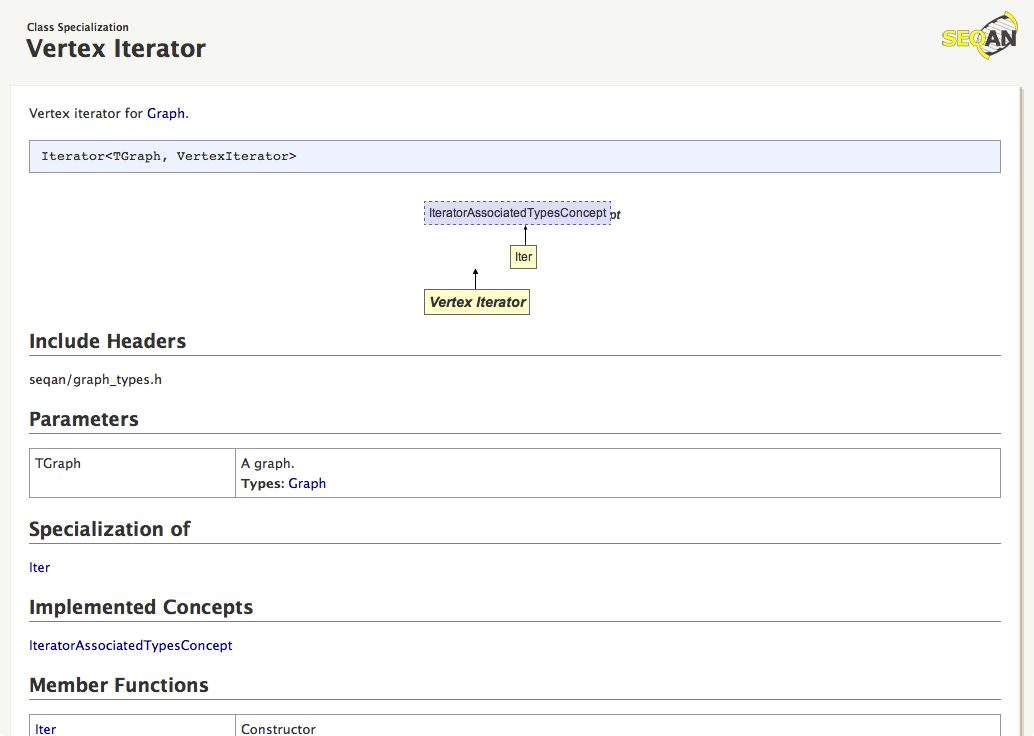 Class Specialization
Vertex Iterator
SEQAN
Vertex iterator for Graph.
Iterator<TGraph, VertexIterator>
IteratorAssociatedTypesConcept pt
Iter
Vertex Iterator
Include Headers
seqan/graph_types.h
Parameters
TGraph
A graph.
Types: Graph
Specialization of
Iter
Implemented Concepts
IteratorAssociatedTypesConcept
Member Functions
Iter
Constructor